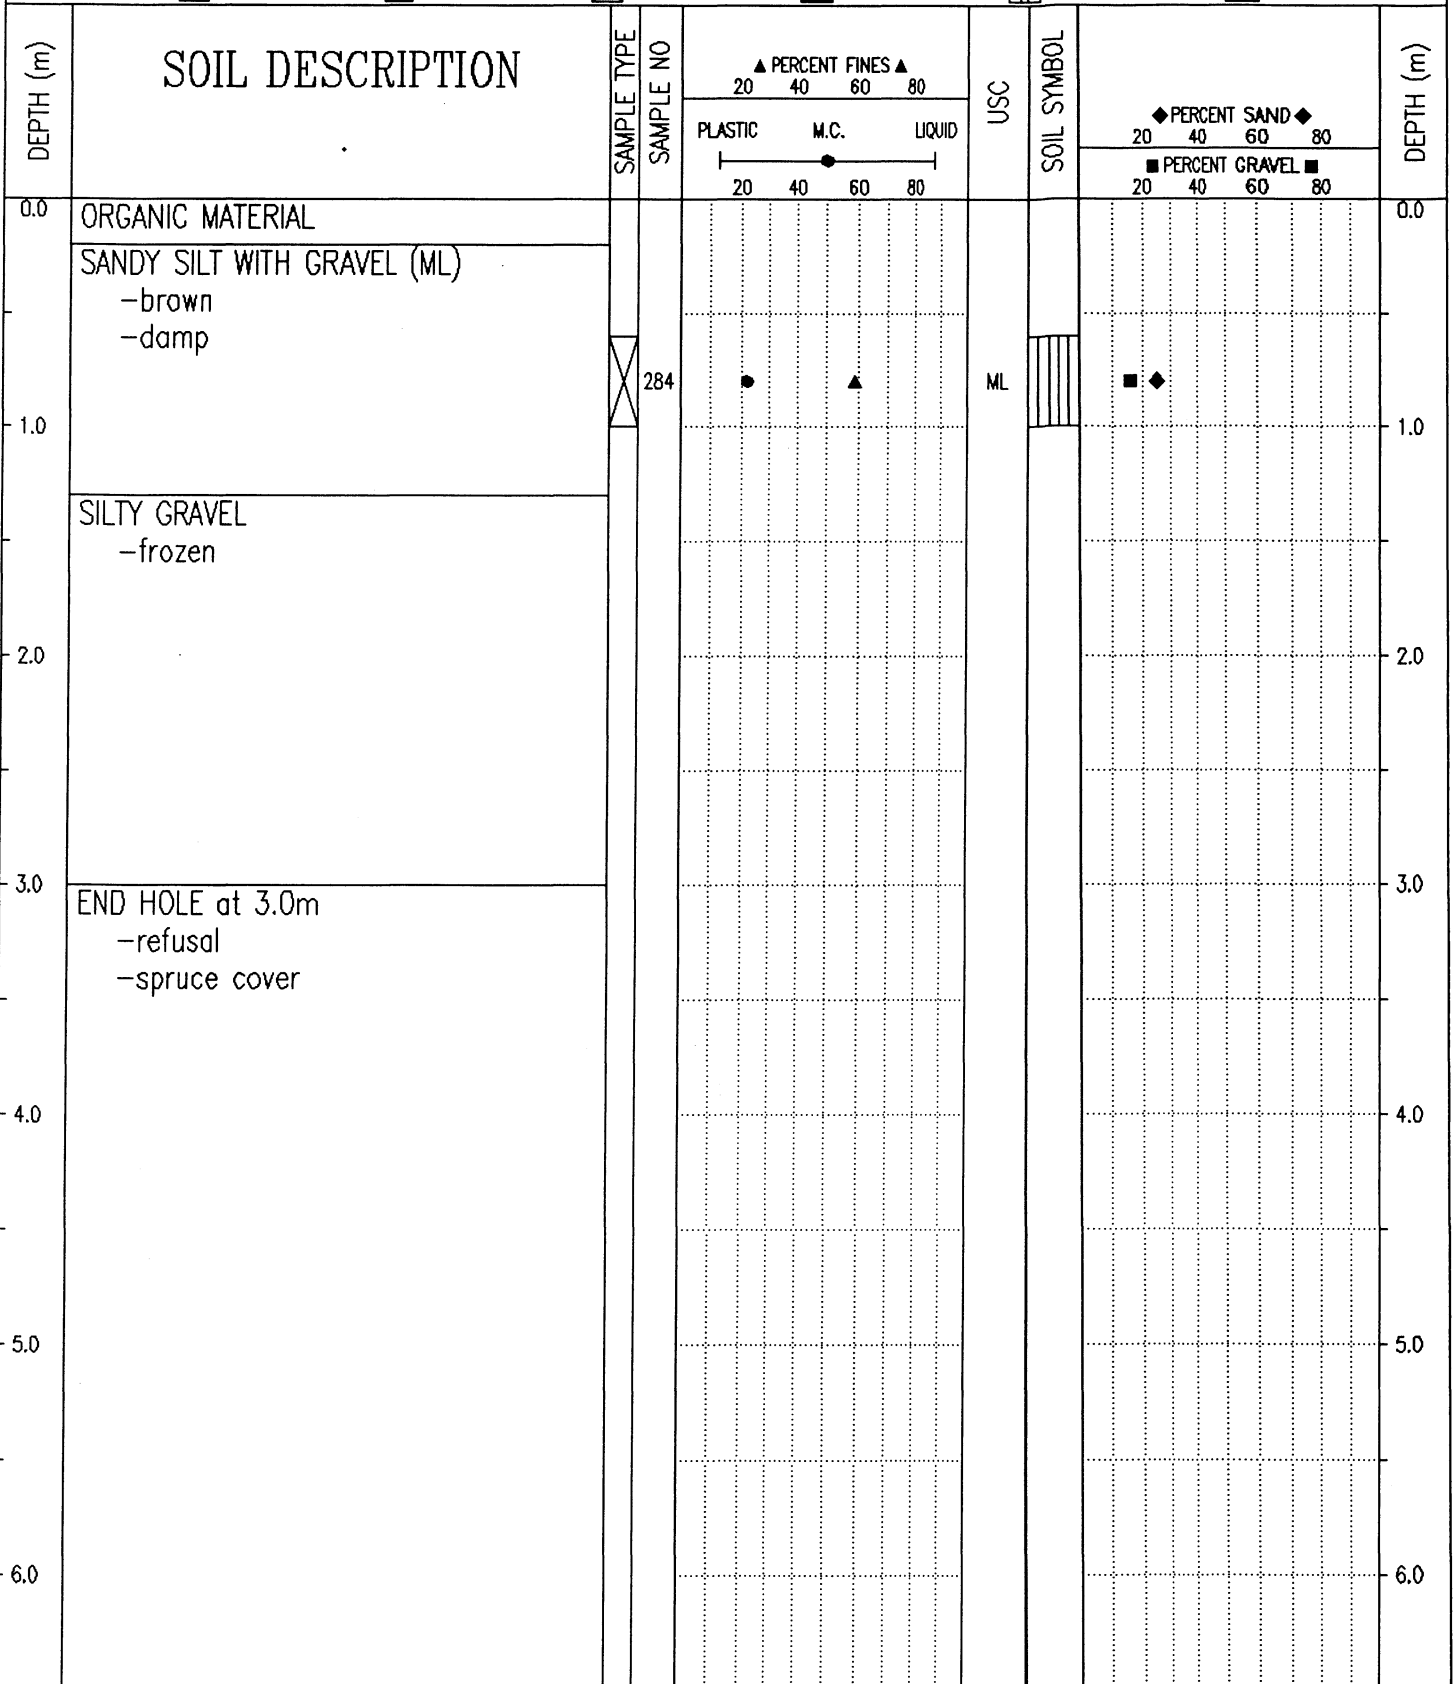 DEPTH (m)
SOIL DESCRIPTION
SAMPLE TYPE
SAMPLE NO
▲ PERCENT FINES ▲
20 40 60 80
PLASTIC M.C. LIQUID
20 40 60 80
USC
SOIL SYMBOL
◆ PERCENT SAND ◆
20 40 60 80
■ PERCENT GRAVEL ■
20 40 60 80
DEPTH (m)
0.0
ORGANIC MATERIAL
0.0
SANDY SILT WITH GRAVEL (ML)
-brown
-damp
284
ML
1.0
1.0
SILTY GRAVEL
-frozen
2.0
2.0
3.0
3.0
END HOLE at 3.0m
-refusal
-spruce cover
4.0
4.0
5.0
5.0
6.0
6.0